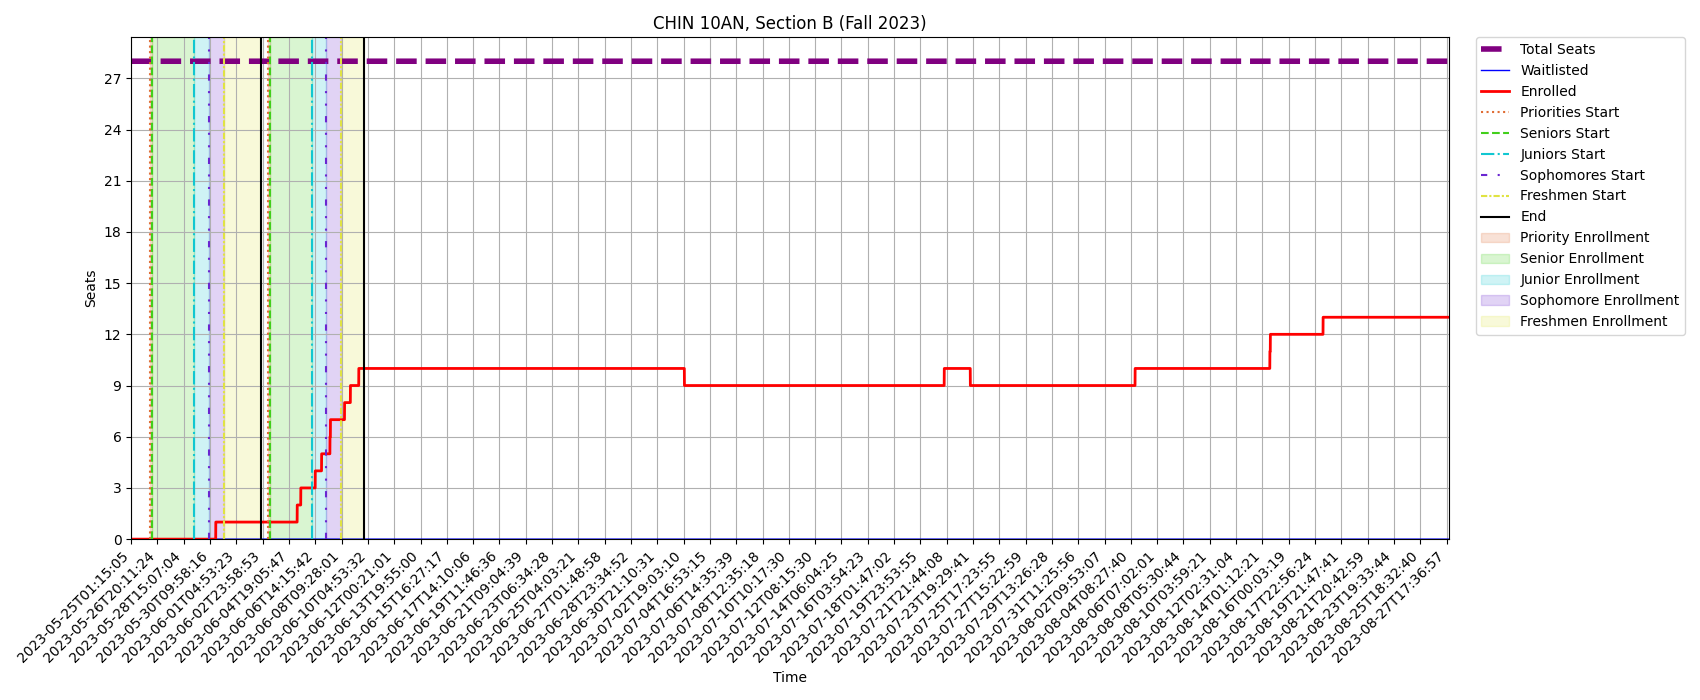 CHIN 10AN, Section B (Fall 2023)
Seats
27
24
21
18
15
12
9
6
3
0
2023-05-25T01:15:05
2023-05-26T20:11:24
2023-05-28T15:07:04
2023-05-30T09:58:16
2023-06-01T04:53:23
2023-06-02T23:58:53
2023-06-04T19:05:47
2023-06-06T14:15:42
2023-06-08T09:28:01
2023-06-10T04:53:32
2023-06-12T00:21:01
2023-06-13T19:55:00
2023-06-15T16:27:17
2023-06-17T14:10:06
2023-06-19T11:46:36
2023-06-21T09:04:39
2023-06-23T06:34:28
2023-06-25T04:03:21
2023-06-27T01:48:58
2023-06-28T23:34:52
2023-06-30T21:10:31
2023-07-02T19:03:10
2023-07-04T16:53:15
2023-07-06T14:35:39
2023-07-08T12:35:18
2023-07-10T10:17:30
2023-07-12T08:15:30
2023-07-14T06:04:25
2023-07-16T03:54:23
2023-07-18T01:47:02
2023-07-19T23:53:55
2023-07-21T21:44:08
2023-07-23T19:29:41
2023-07-25T17:23:55
2023-07-27T15:22:59
2023-07-29T13:26:28
2023-07-31T11:25:56
2023-08-02T09:53:07
2023-08-04T08:27:40
2023-08-06T07:02:01
2023-08-08T05:30:44
2023-08-10T03:59:21
2023-08-12T02:31:04
2023-08-14T01:12:21
2023-08-16T00:03:19
2023-08-17T22:56:24
2023-08-19T21:47:41
2023-08-21T20:42:59
2023-08-23T19:33:44
2023-08-25T18:32:40
2023-08-27T17:36:57
Time
Total Seats
Waitlisted
Enrolled
Priorities Start
Seniors Start
Juniors Start
Sophomores Start
Freshmen Start
End
Priority Enrollment
Senior Enrollment
Junior Enrollment
Sophomore Enrollment
Freshmen Enrollment